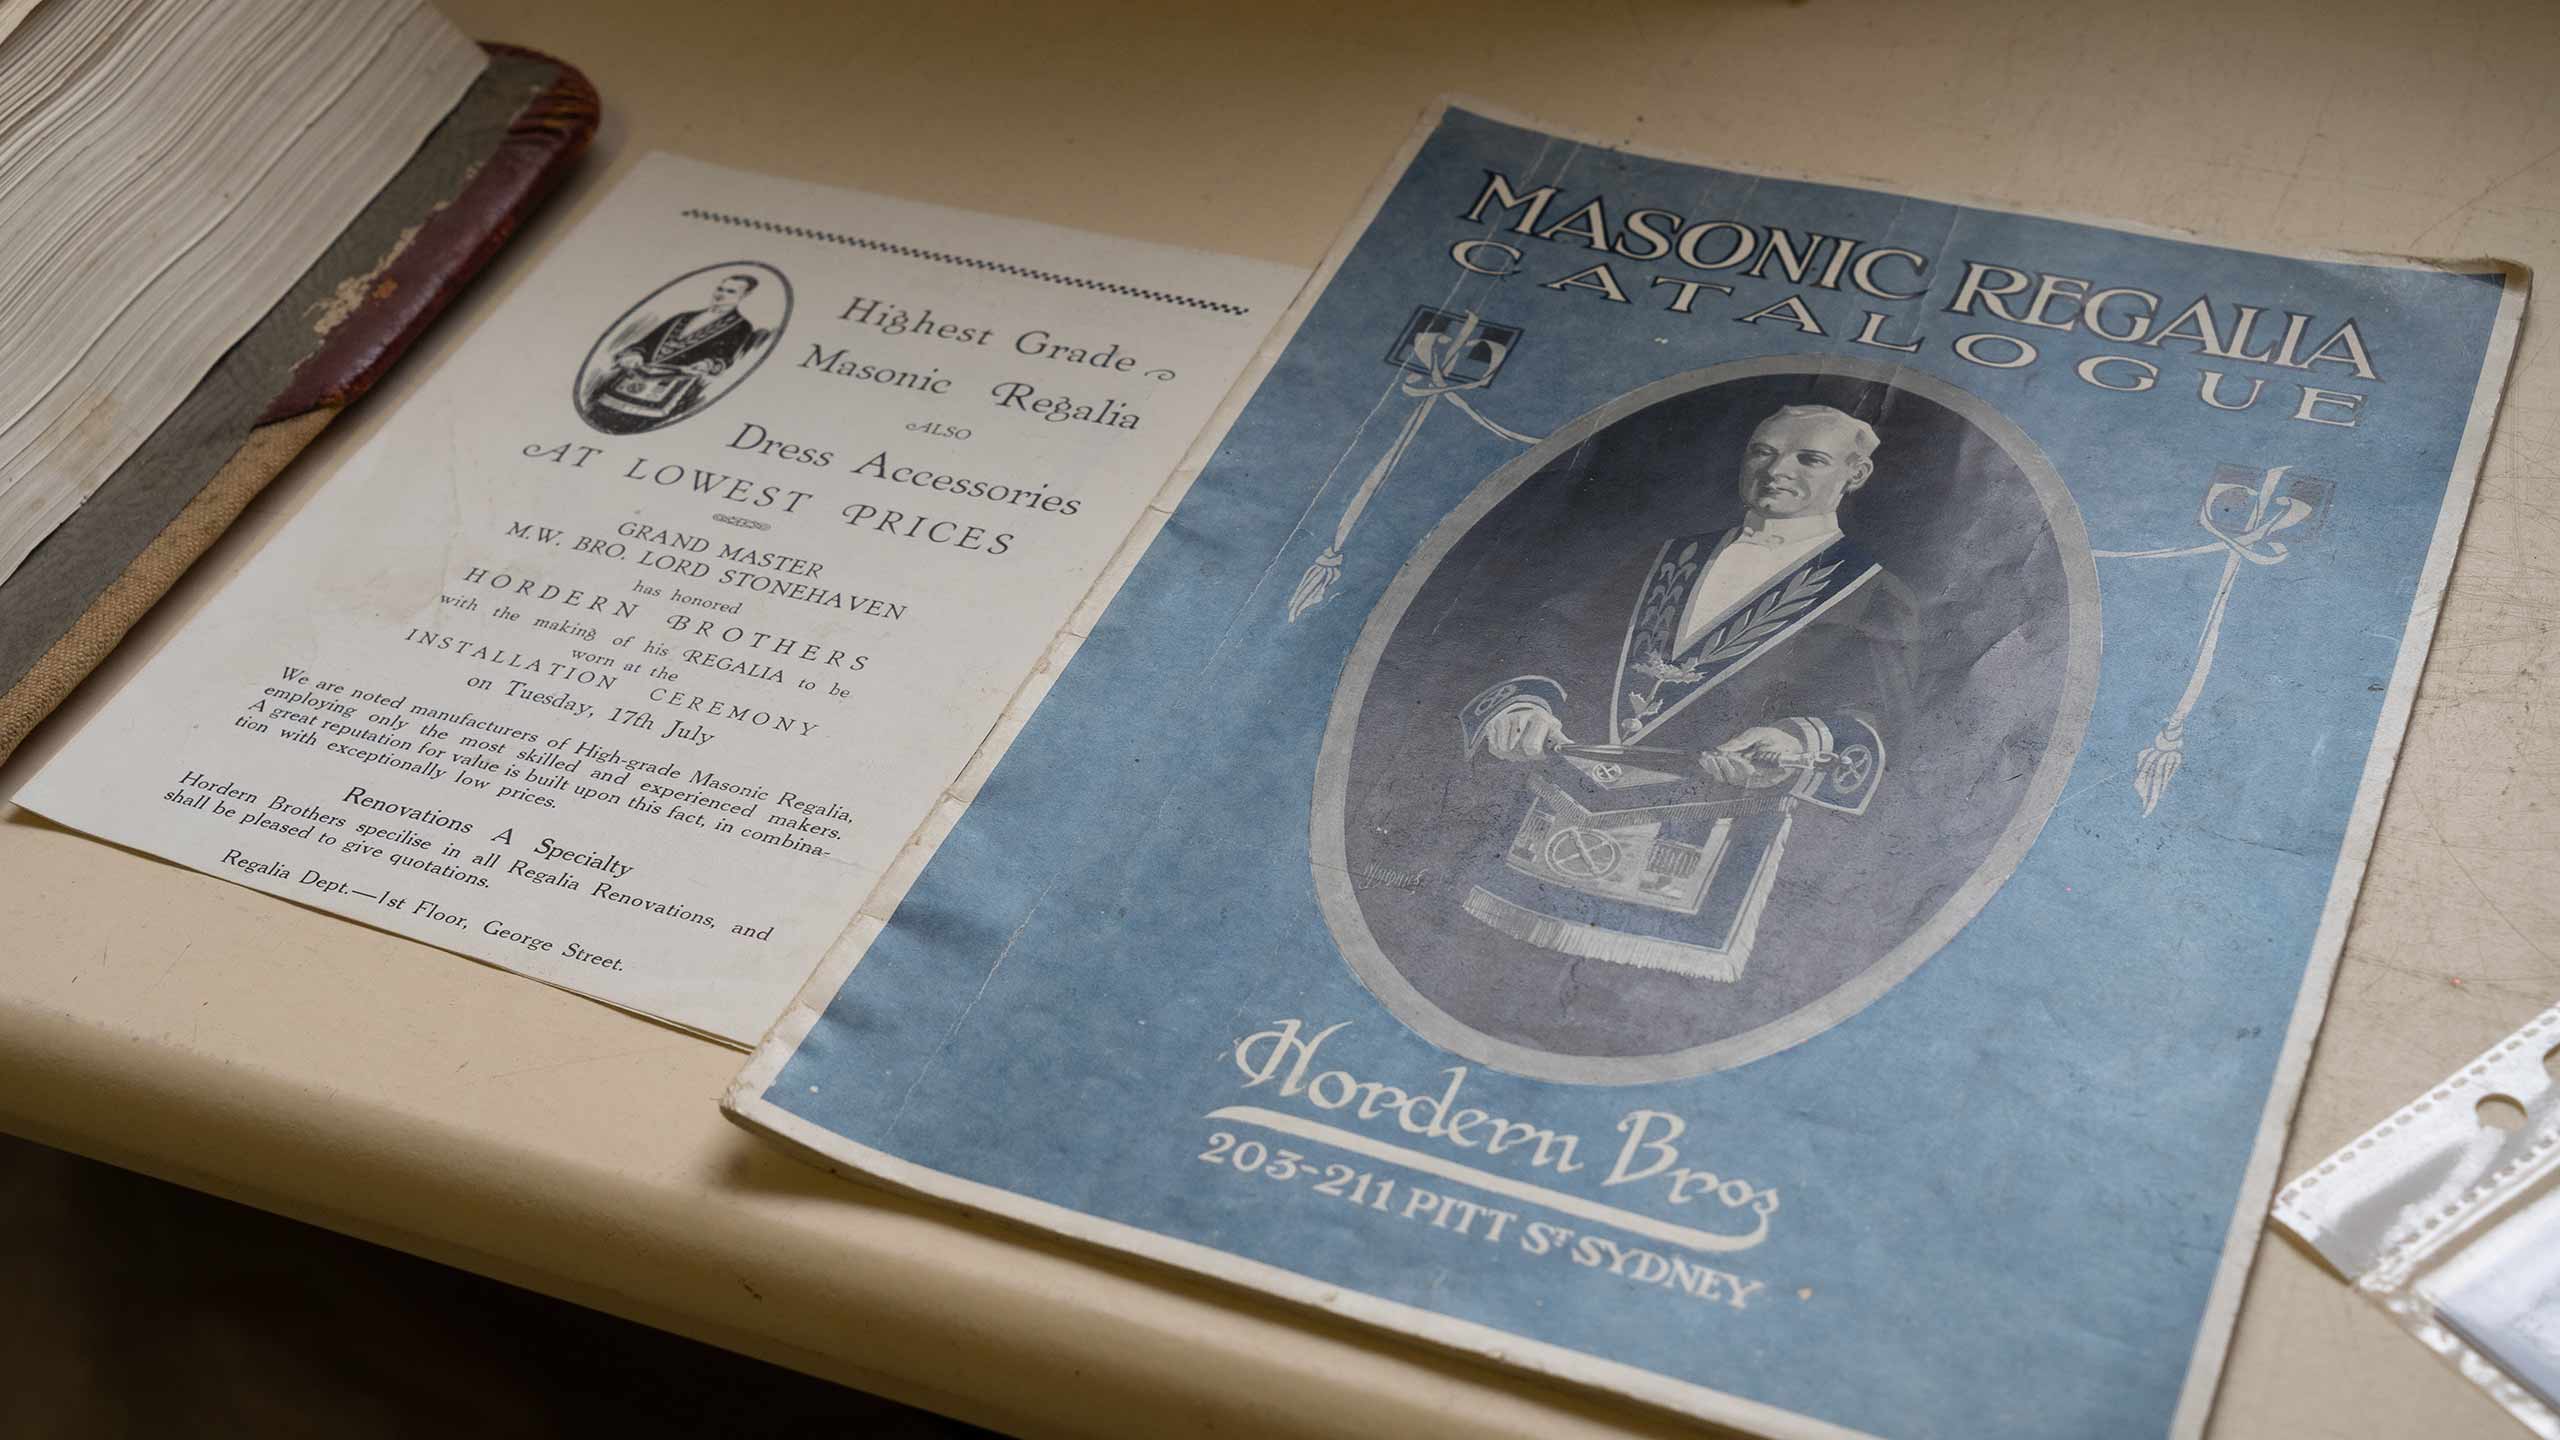 Highest Grade
Masonic Regalia
ALSO
Dress Accessories
AT LOWEST PRICES
GRAND MASTER
M.W. BRO. LORD STONEHAVEN
has honored
HORDERN BROTHERS
with the making of his REGALIA to be
worn at the
INSTALLATION CEREMONY
on Tuesday, 17th July
We are noted manufacturers of High-grade Masonic Regalia,
employing only the most skilled and experienced makers.
A great reputation for value is built upon this fact, in combina-
tion with exceptionally low prices.
Renovations A Specialty
Hordern Brothers specilise in all Regalia Renovations, and
shall be pleased to give quotations.
Regalia Dept.—1st Floor, George Street.
MASONIC REGALIA
CATALOGUE
Hordern Bros
203-211 PITT ST SYDNEY